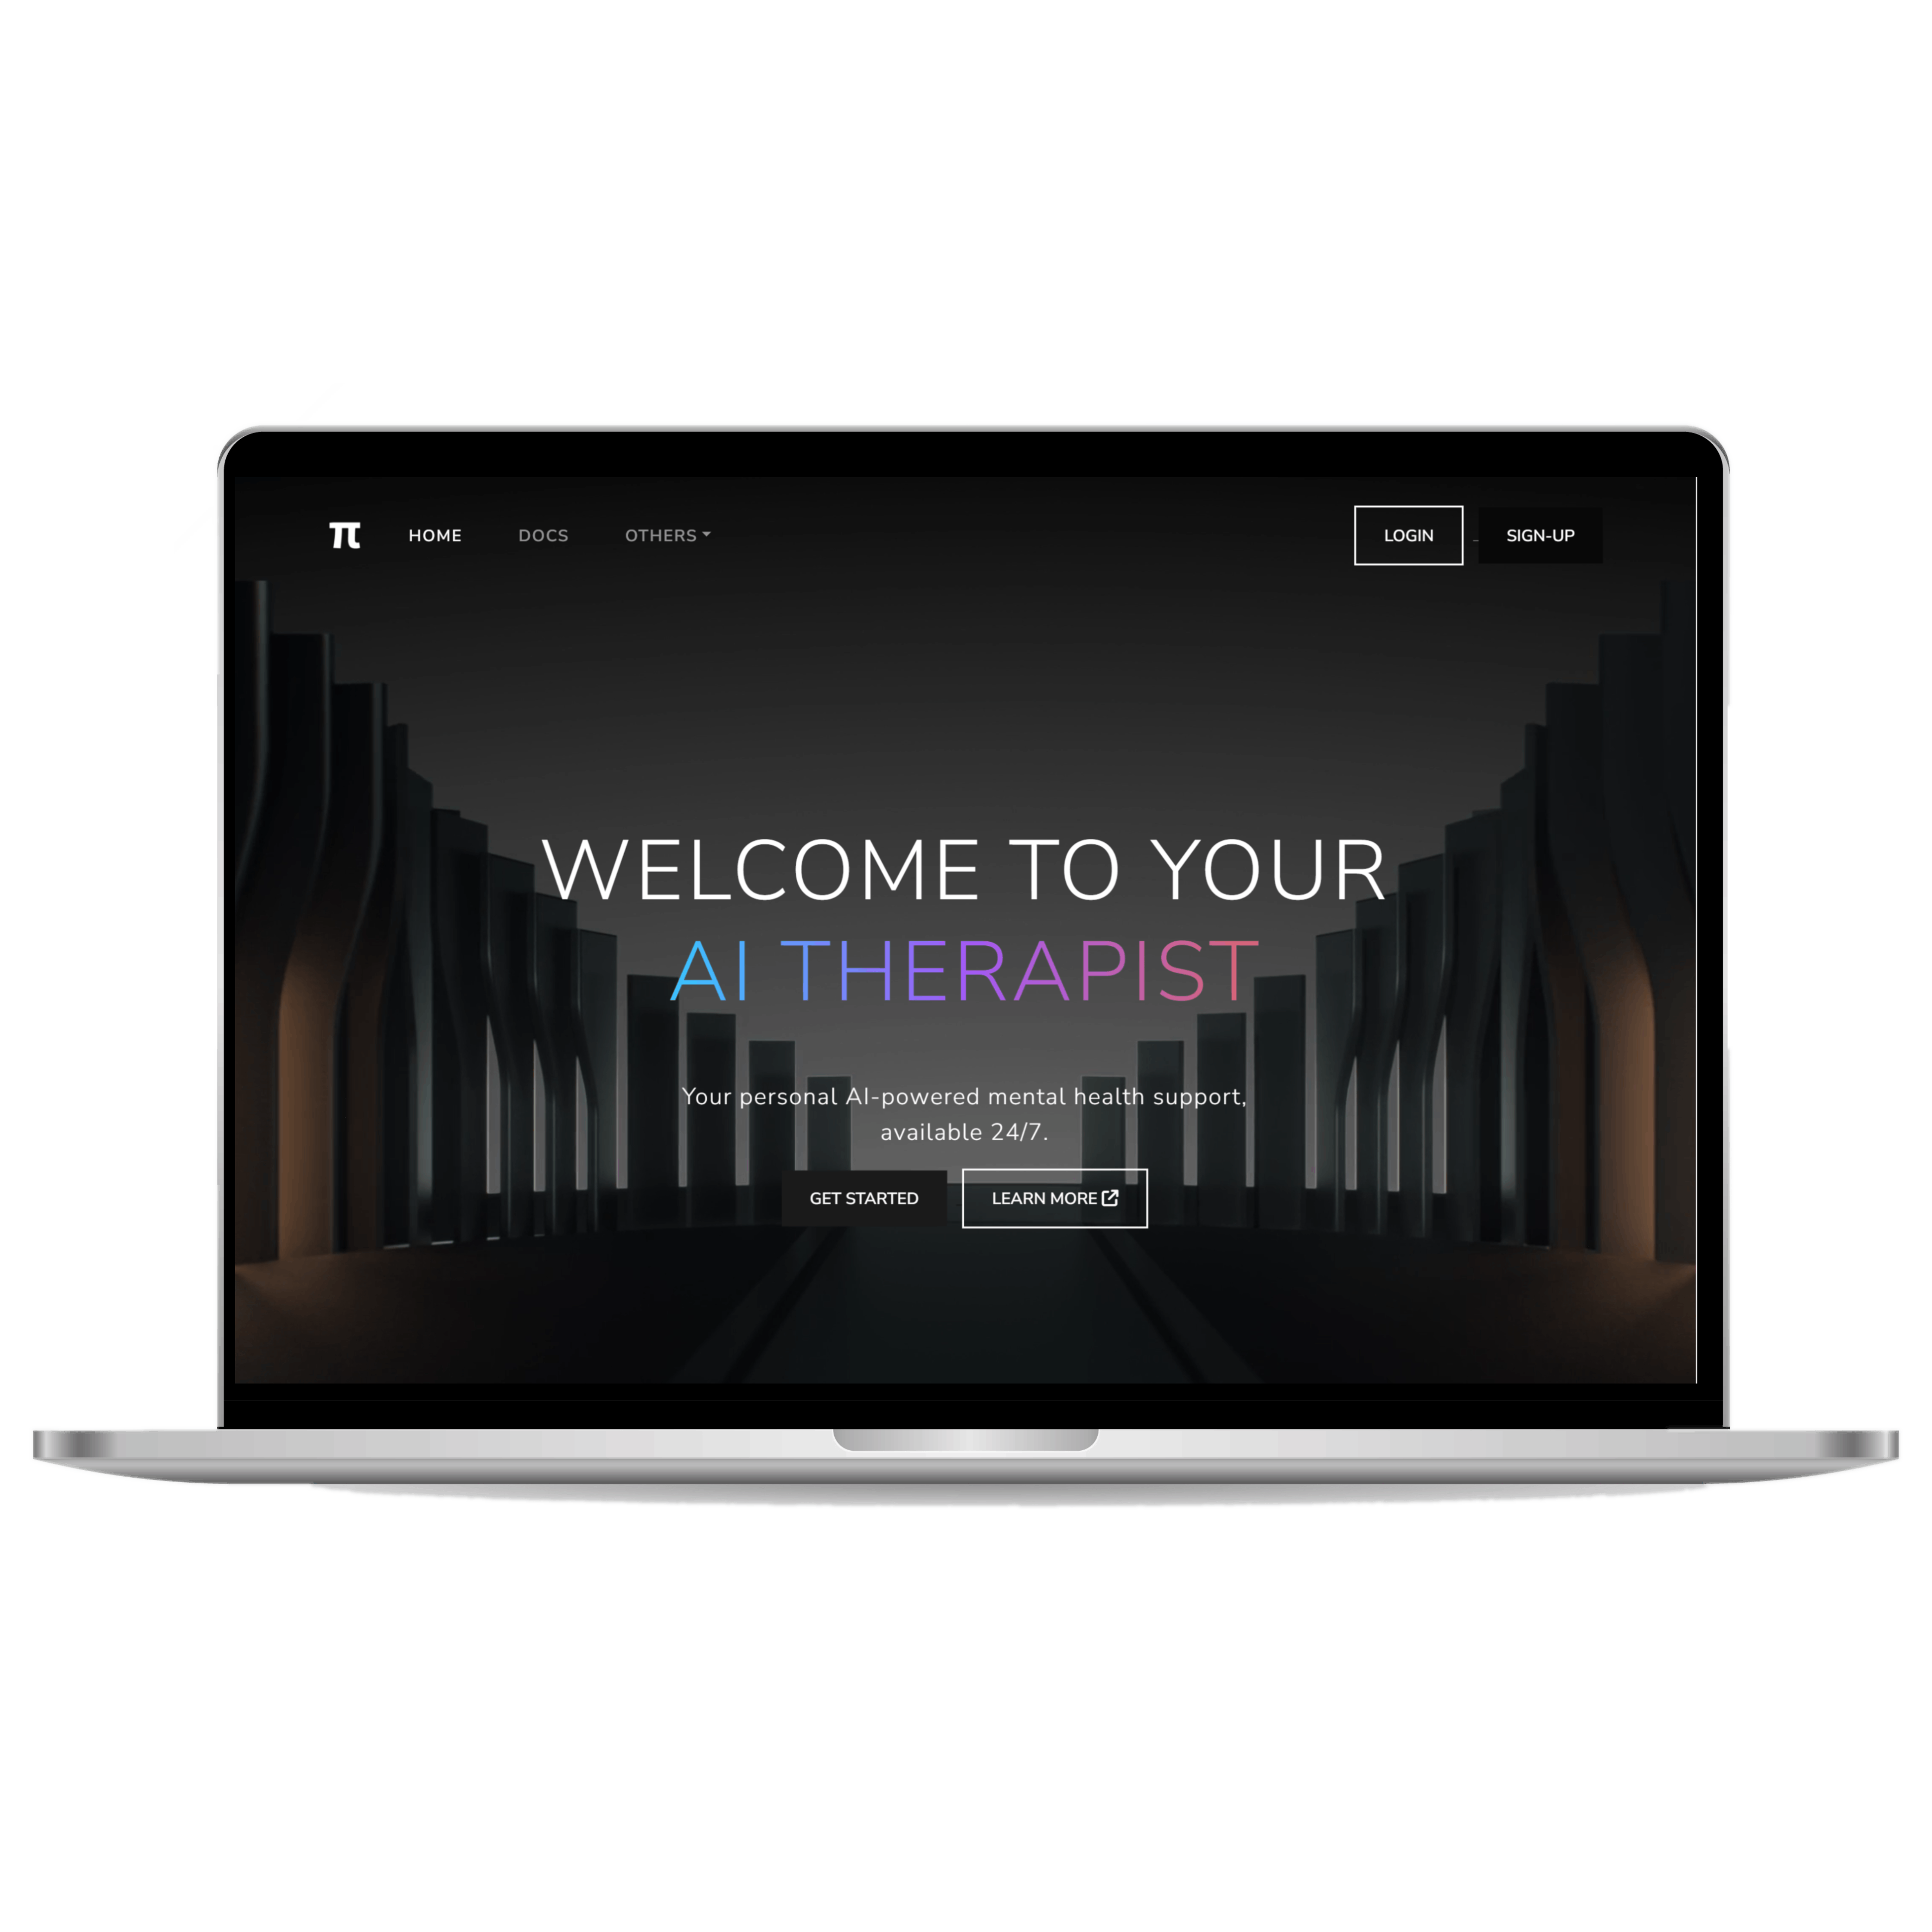 π HOME DOCS OTHERS LOGIN SIGN-UP
WELCOME TO YOUR
AI THERAPIST
Your personal AI-powered mental health support,
available 24/7.
GET STARTED LEARN MORE